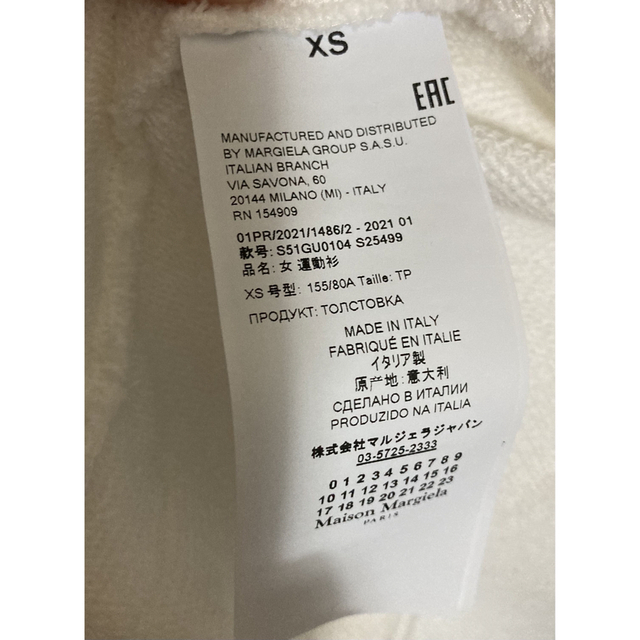 XS
EAC
MANUFACTURED AND DISTRIBUTED
BY MARGIELA GROUP S.A.S.U.
ITALIAN BRANCH
VIA SAVONA, 60
20144 MILANO (MI) - ITALY
RN 154909
01PR/2021/1486/2 - 2021 01
款号: S51GU0104 S25499
品名: 女 運動衫
XS 号型: 155/80A Taille: TP
ПРОДУКТ: ТОЛСТОВКА
MADE IN ITALY
FABRIQUÉ EN ITALIE
イタリア製
原产地: 意大利
СДЕЛАНО В ИТАЛИИ
PRODUZIDO NA ITALIA
株式会社マルジェラジャパン
03-5725-2333
0 1 2 3 4 5 6 7 8 9
10 11 12 13 14 15 16
17 18 19 20 21 22 23
Maison Margiela
PARIS